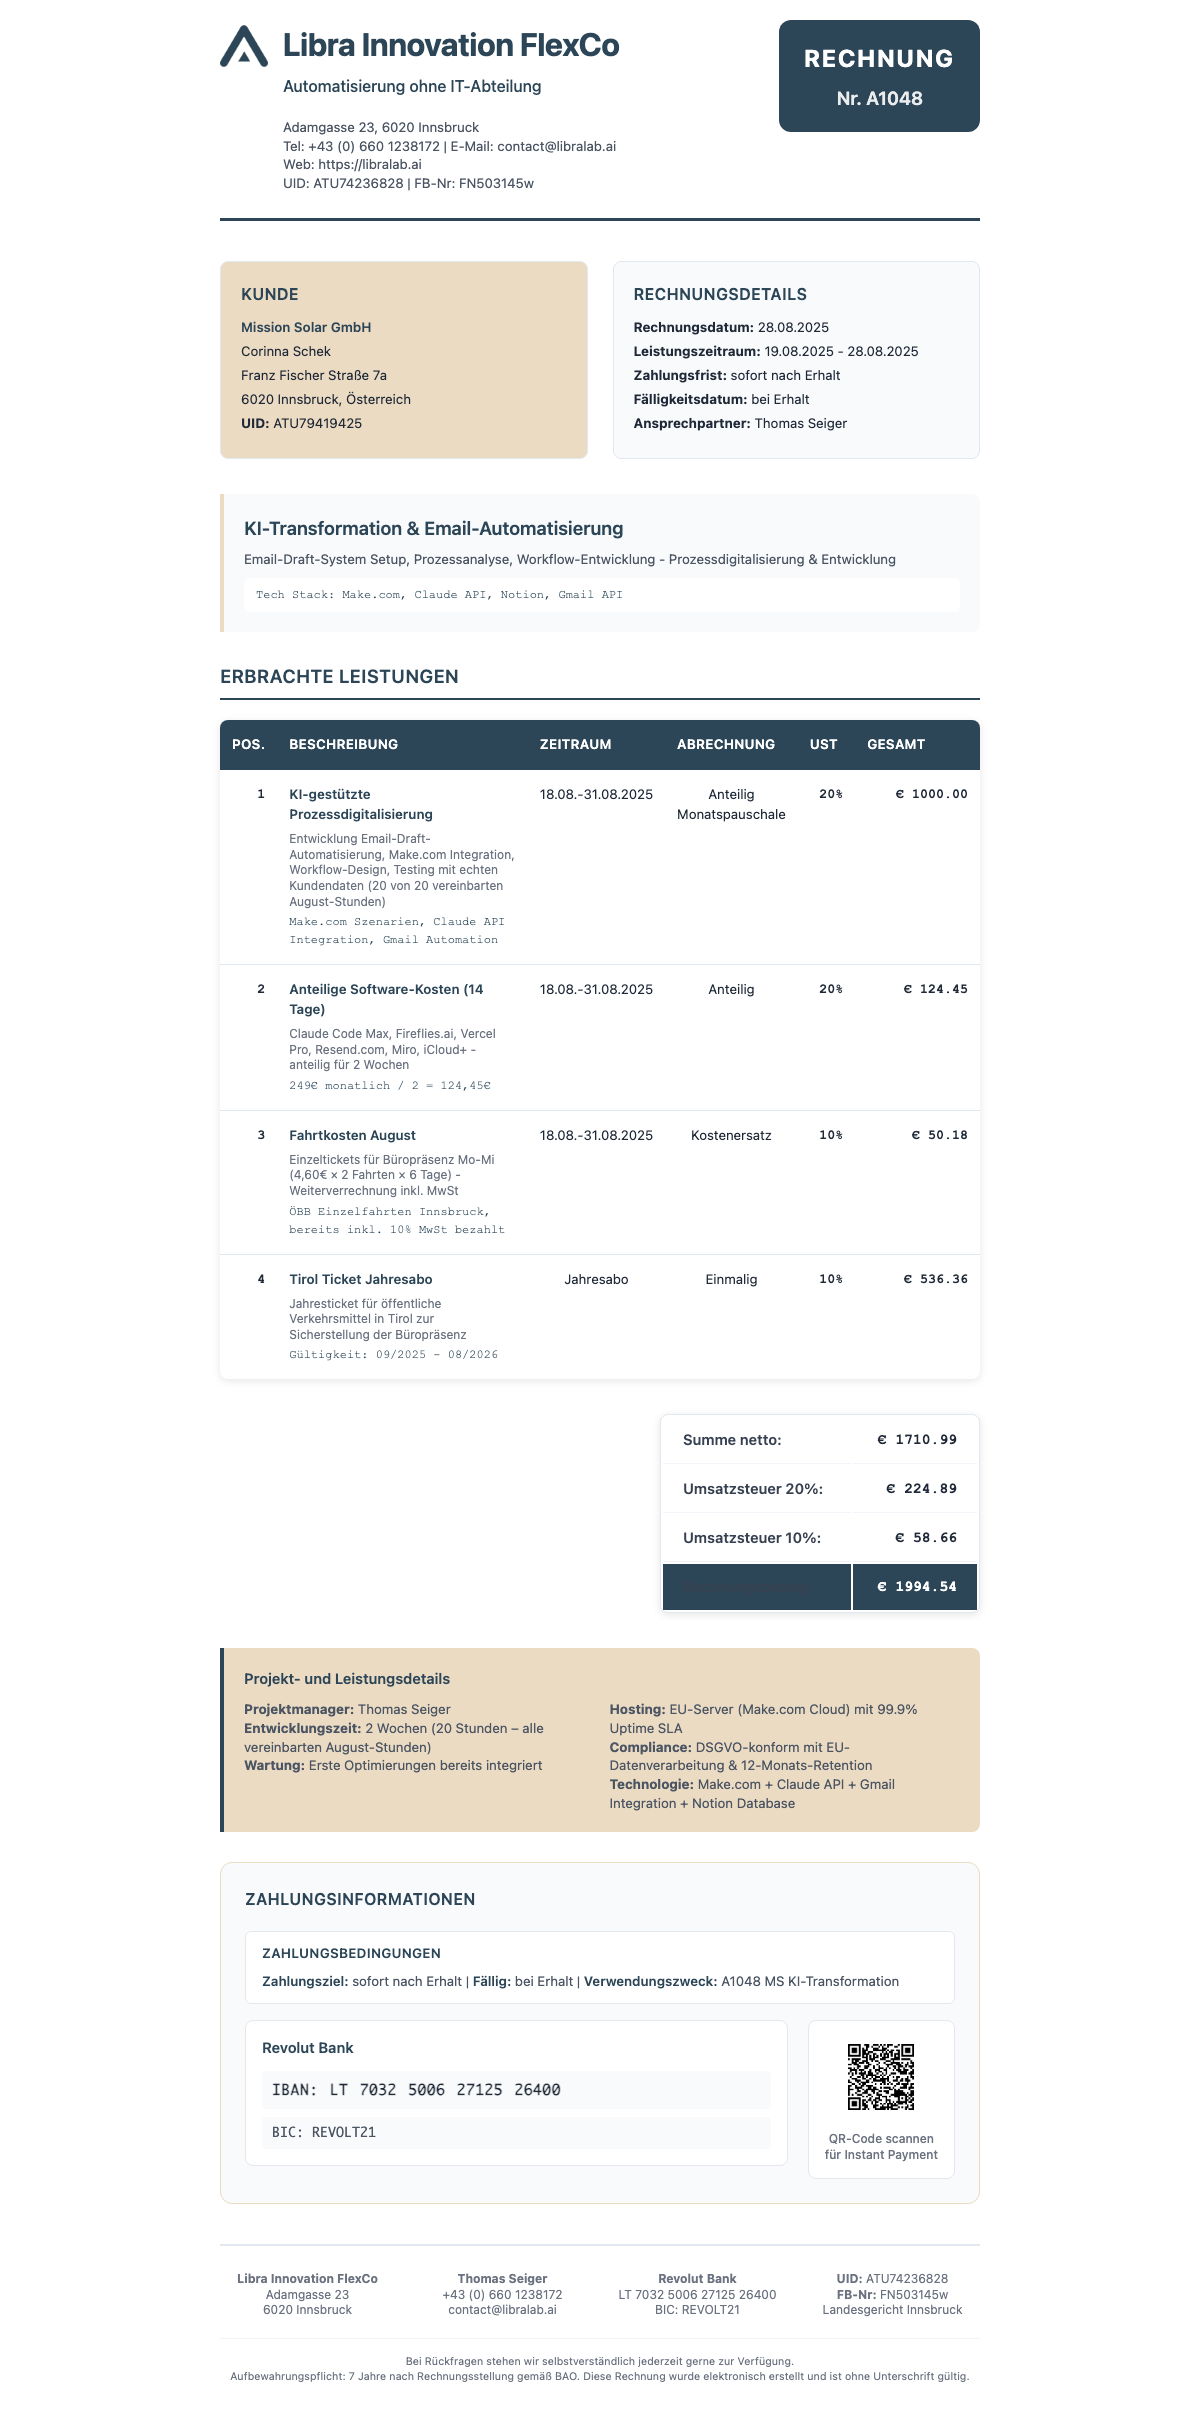 Libra Innovation FlexCo
Automatisierung ohne IT-Abteilung
Adamgasse 23, 6020 Innsbruck
Tel: +43 (0) 660 1238172 | E-Mail: contact@libralab.ai
Web: https://libralab.ai
UID: ATU74236828 | FB-Nr: FN503145w
RECHNUNG
Nr. A1048
KUNDE
Mission Solar GmbH
Corinna Schek
Franz Fischer Straße 7a
6020 Innsbruck, Österreich
UID: ATU79419425
RECHNUNGSDETAILS
Rechnungsdatum: 28.08.2025
Leistungszeitraum: 19.08.2025 - 28.08.2025
Zahlungsfrist: sofort nach Erhalt
Fälligkeitsdatum: bei Erhalt
Ansprechpartner: Thomas Seiger
KI-Transformation & Email-Automatisierung
Email-Draft-System Setup, Prozessanalyse, Workflow-Entwicklung - Prozessdigitalisierung & Entwicklung
Tech Stack: Make.com, Claude API, Notion, Gmail API
ERBRACHTE LEISTUNGEN
POS. BESCHREIBUNG ZEITRAUM ABRECHNUNG UST GESAMT
1 KI-gestützte 18.08.-31.08.2025 Anteilig 20% € 1000.00
Prozessdigitalisierung Monatspauschale
Entwicklung Email-Draft-
Automatisierung, Make.com Integration,
Workflow-Design, Testing mit echten
Kundendaten (20 von 20 vereinbarten
August-Stunden)
Make.com Szenarien, Claude API
Integration, Gmail Automation
2 Anteilige Software-Kosten (14 18.08.-31.08.2025 Anteilig 20% € 124.45
Tage)
Claude Code Max, Fireflies.ai, Vercel
Pro, Resend.com, Miro, iCloud+ -
anteilig für 2 Wochen
249€ monatlich / 2 = 124,45€
3 Fahrtkosten August 18.08.-31.08.2025 Kostenersatz 10% € 50.18
Einzeltickets für Büropräsenz Mo-Mi
(4,60€ × 2 Fahrten × 6 Tage) -
Weiterverrechnung inkl. MwSt
ÖBB Einzelfahrten Innsbruck,
bereits inkl. 10% MwSt bezahlt
4 Tirol Ticket Jahresabo Jahresabo Einmalig 10% € 536.36
Jahresticket für öffentliche
Verkehrsmittel in Tirol zur
Sicherstellung der Büropräsenz
Gültigkeit: 09/2025 - 08/2026
Summe netto: € 1710.99
Umsatzsteuer 20%: € 224.89
Umsatzsteuer 10%: € 58.66
€ 1994.54
Projekt- und Leistungsdetails
Projektmanager: Thomas Seiger
Entwicklungszeit: 2 Wochen (20 Stunden – alle
vereinbarten August-Stunden)
Wartung: Erste Optimierungen bereits integriert
Hosting: EU-Server (Make.com Cloud) mit 99.9%
Uptime SLA
Compliance: DSGVO-konform mit EU-
Datenverarbeitung & 12-Monats-Retention
Technologie: Make.com + Claude API + Gmail
Integration + Notion Database
ZAHLUNGSINFORMATIONEN
ZAHLUNGSBEDINGUNGEN
Zahlungsziel: sofort nach Erhalt | Fällig: bei Erhalt | Verwendungszweck: A1048 MS KI-Transformation
Revolut Bank
IBAN: LT 7032 5006 27125 26400
BIC: REVOLT21
QR-Code scannen
für Instant Payment
Libra Innovation FlexCo
Adamgasse 23
6020 Innsbruck
Thomas Seiger
+43 (0) 660 1238172
contact@libralab.ai
Revolut Bank
LT 7032 5006 27125 26400
BIC: REVOLT21
UID: ATU74236828
FB-Nr: FN503145w
Landesgericht Innsbruck
Bei Rückfragen stehen wir selbstverständlich jederzeit gerne zur Verfügung.
Aufbewahrungspflicht: 7 Jahre nach Rechnungsstellung gemäß BAO. Diese Rechnung wurde elektronisch erstellt und ist ohne Unterschrift gültig.